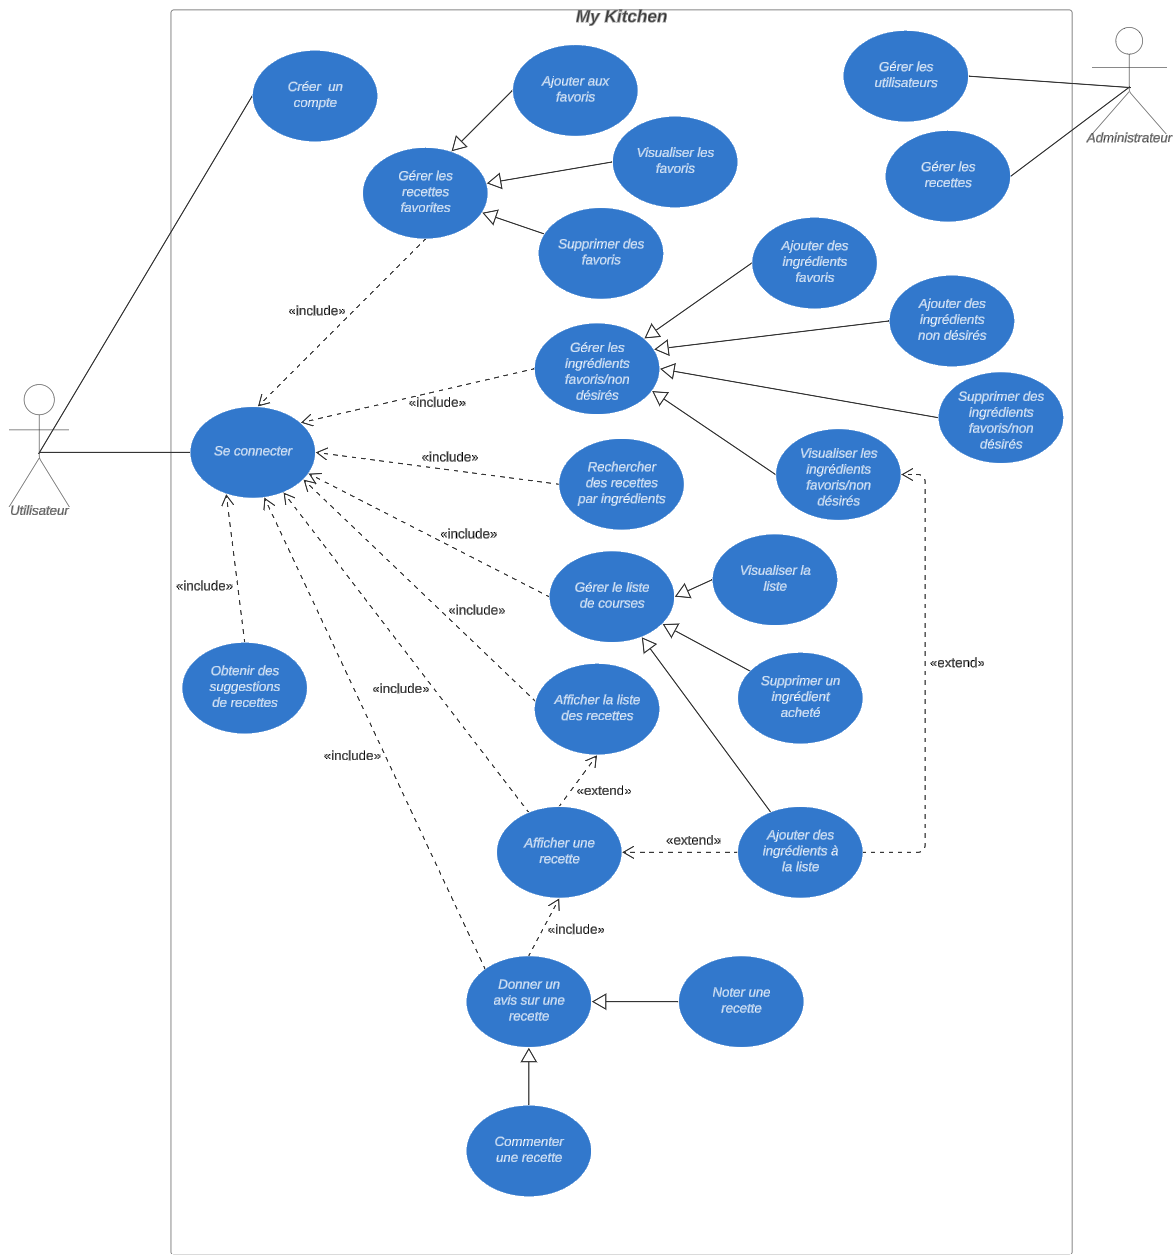 My Kitchen
Créer un
compte
Ajouter aux
favoris
Gérer les
utilisateurs
Administrateur
Visualiser les
favoris
Gérer les
recettes
favorites
Gérer les
recettes
Supprimer des
favoris
Ajouter des
ingrédients
favoris
«include»
Ajouter des
ingrédients
non désirés
Gérer les
ingrédients
favoris/non
désirés
«include»
Supprimer des
ingrédients
favoris/non
désirés
Se connecter
«include»
Rechercher
des recettes
par ingrédients
Visualiser les
ingrédients
favoris/non
désirés
Utilisateur
«include»
Gérer le liste
de courses
Visualiser la
liste
«include»
«include»
«extend»
Obtenir des
suggestions
de recettes
«include»
Afficher la liste
des recettes
Supprimer un
ingrédient
acheté
«include»
«extend»
Afficher une
recette
«extend»
Ajouter des
ingrédients à
la liste
«include»
Donner un
avis sur une
recette
Noter une
recette
Commenter
une recette